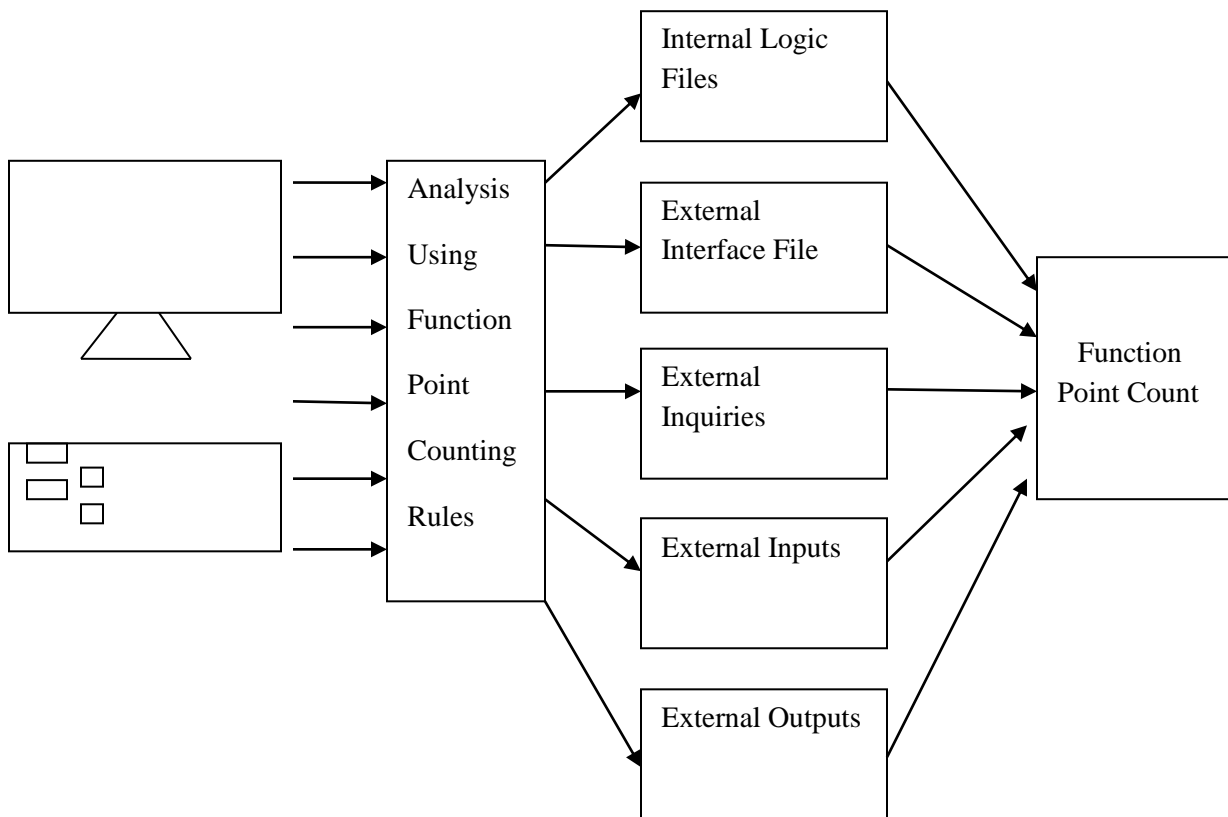 Analysis
Using
Function
Point
Counting
Rules
Internal Logic
Files
External
Interface File
External
Inquiries
External Inputs
External Outputs
Function
Point Count